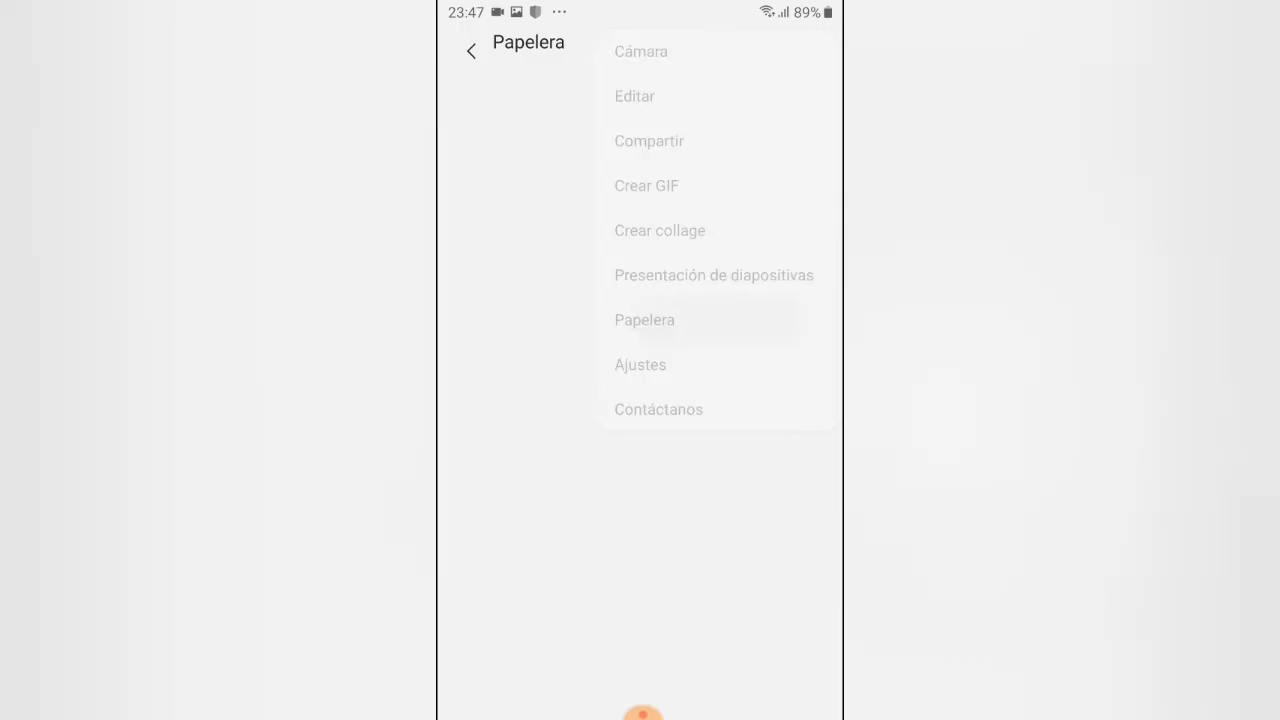 23:47
89%
Papelera
Cámara
Editar
Compartir
Crear GIF
Crear collage
Presentación de diapositivas
Papelera
Ajustes
Contáctanos